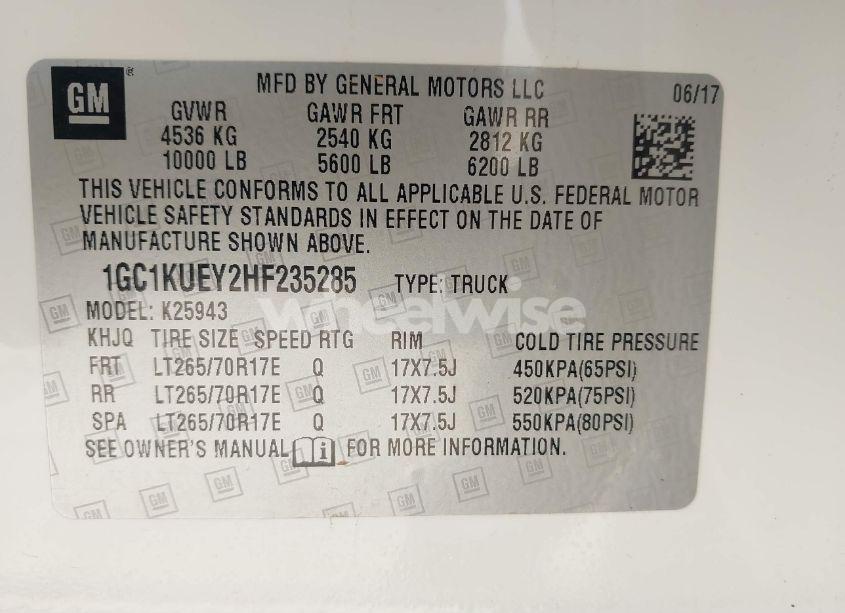 GM
MFD BY GENERAL MOTORS LLC
06/17
GVWR GAWR FRT GAWR RR
4536 KG 2540 KG 2812 KG
10000 LB 5600 LB 6200 LB
THIS VEHICLE CONFORMS TO ALL APPLICABLE U.S. FEDERAL MOTOR
VEHICLE SAFETY STANDARDS IN EFFECT ON THE DATE OF
MANUFACTURE SHOWN ABOVE.
1GC1KUEY2HF235285 TYPE: TRUCK
wheelwise
MODEL: K25943
KHJQ TIRE SIZE SPEED RTG RIM COLD TIRE PRESSURE
FRT LT265/70R17E Q 17X7.5J 450KPA(65PSI)
RR LT265/70R17E Q 17X7.5J 520KPA(75PSI)
SPA LT265/70R17E Q 17X7.5J 550KPA(80PSI)
SEE OWNER'S MANUAL i FOR MORE INFORMATION.